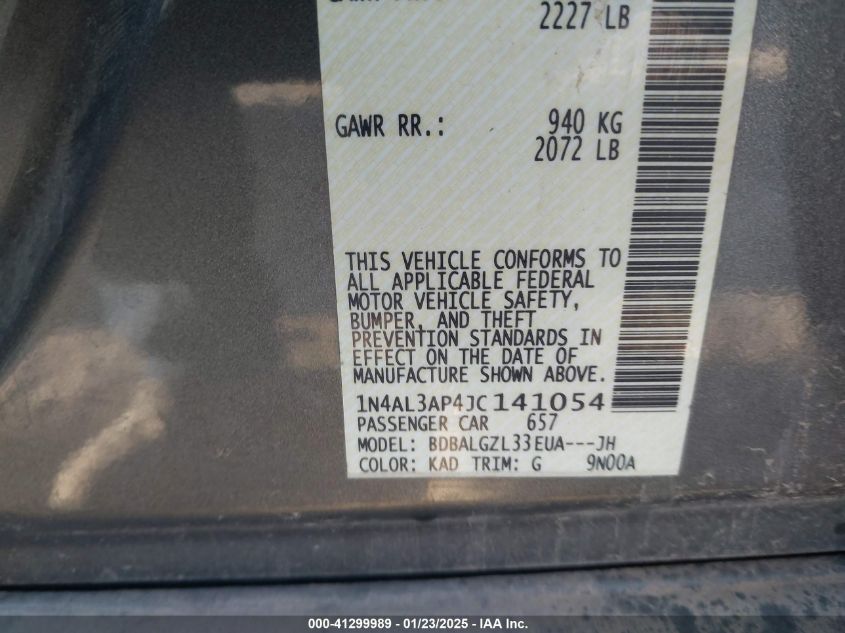 2227 LB
GAWR RR.: 940 KG
2072 LB
THIS VEHICLE CONFORMS TO
ALL APPLICABLE FEDERAL
MOTOR VEHICLE SAFETY,
BUMPER, AND THEFT
PREVENTION STANDARDS IN
EFFECT ON THE DATE OF
MANUFACTURE SHOWN ABOVE.
1N4AL3AP4JC141054
PASSENGER CAR 657
MODEL: BDBALGZL33EUA---JH
COLOR: KAD TRIM: G 9N00A
000-41299989 — 01/23/2025 — IAA Inc.